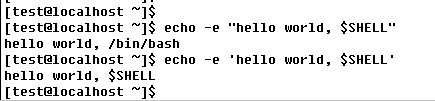 [test@localhost ~]$
[test@localhost ~]$ echo -e "hello world, $SHELL"
hello world, /bin/bash
[test@localhost ~]$ echo -e 'hello world, $SHELL'
hello world, $SHELL
[test@localhost ~]$